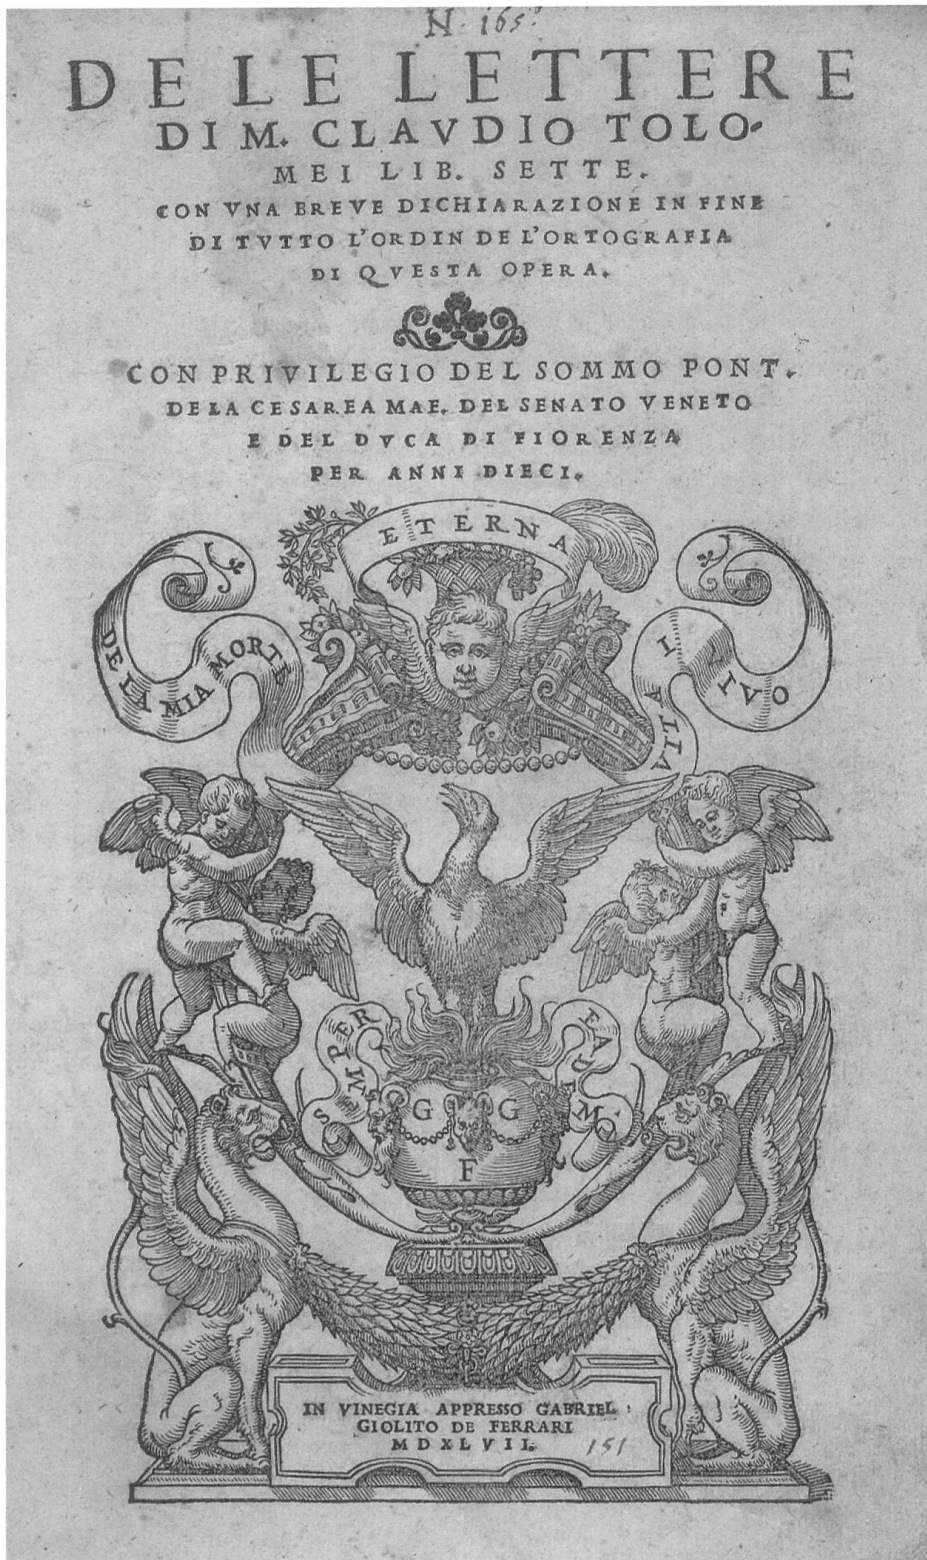 N. 165.º
DE LE LETTERE
DI M. CLAVDIO TOLO-
MEI LIB. SETTE.
CON VNA BREVE DICHIARAZIONE IN FINE
DI TVTTO L'ORDIN DE L'ORTOGRAFIA
DI QVESTA OPERA.
CON PRIVILEGIO DEL SOMMO PONT.
DE LA CESAREA MAE. DEL SENATO VENETO
E DEL DVCA DI FIORENZA
PER ANNI DIECI.
DE LA MIA MORTE
ETERNA
VITA
I VIVO
SEMPER
EADEM
G G
F
IN VINEGIA APPRESSO GABRIEL
GIOLITO DE FERRARI
MDXLVII.
151